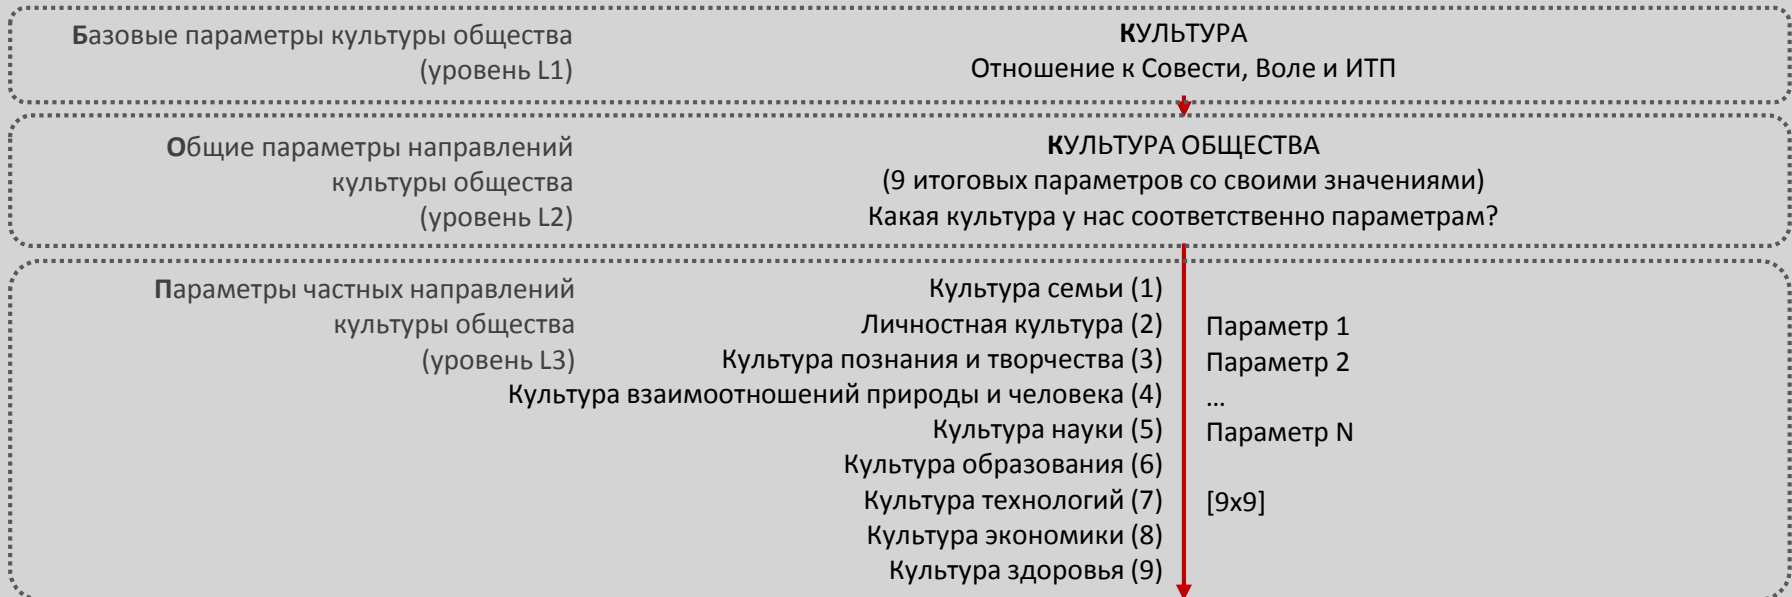 Базовые параметры культуры общества
(уровень L1)
КУЛЬТУРА
Отношение к Совести, Воле и ИТП
Общие параметры направлений
культуры общества
(уровень L2)
КУЛЬТУРА ОБЩЕСТВА
(9 итоговых параметров со своими значениями)
Какая культура у нас соответственно параметрам?
Параметры частных направлений
культуры общества
(уровень L3)
Культура семьи (1)
Личностная культура (2)
Культура познания и творчества (3)
Культура взаимоотношений природы и человека (4)
Культура науки (5)
Культура образования (6)
Культура технологий (7)
Культура экономики (8)
Культура здоровья (9)
Параметр 1
Параметр 2
...
Параметр N
[9x9]